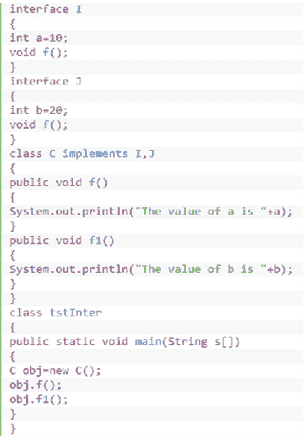 interface I
{
int a=10;
void f();
}
interface J
{
int b=20;
void f();
}
class C implements I,J
{
public void f()
{
System.out.println("The value of a is "+a);
}
public void f1()
{
System.out.println("The value of b is "+b);
}
}
class tstInter
{
public static void main(String s[])
{
C obj=new C();
obj.f();
obj.f1();
}
}